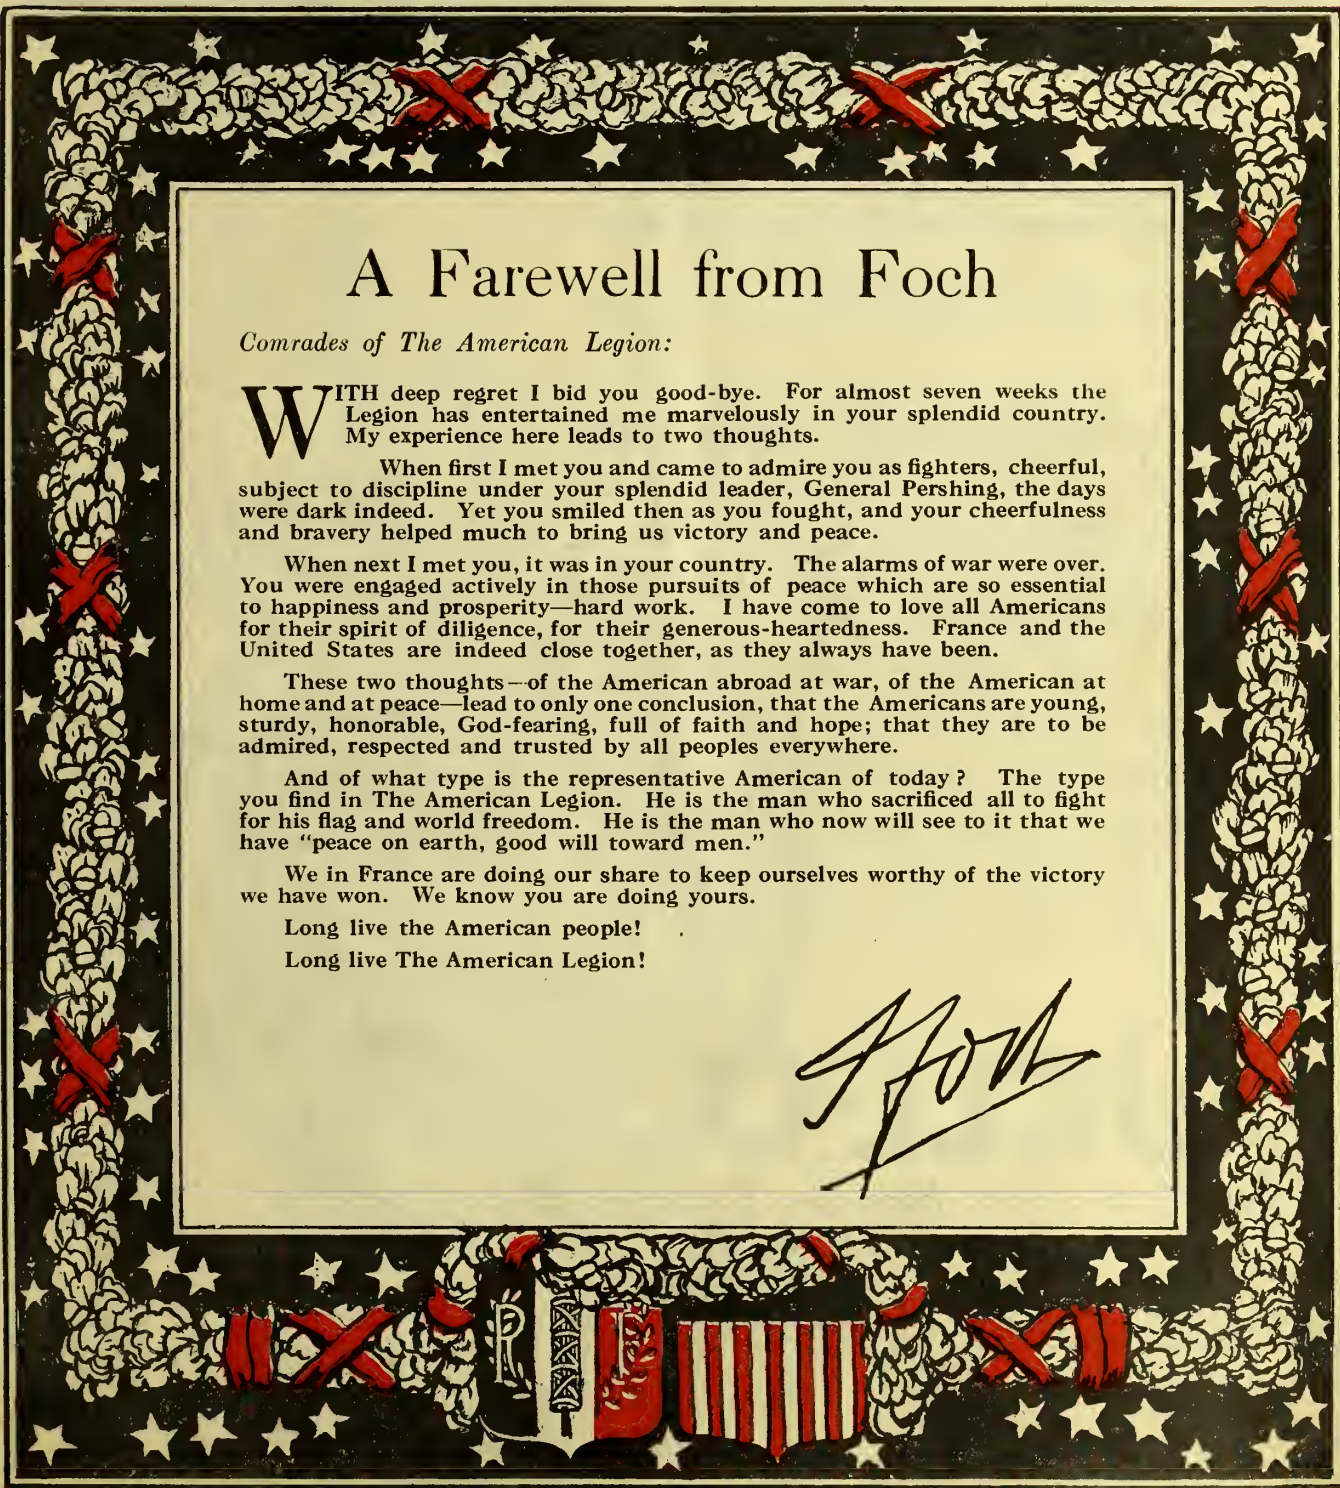 A Farewell from Foch
Comrades of The American Legion:
WITH deep regret I bid you good-bye. For almost seven weeks the
Legion has entertained me marvelously in your splendid country.
My experience here leads to two thoughts.
When first I met you and came to admire you as fighters, cheerful,
subject to discipline under your splendid leader, General Pershing, the days
were dark indeed. Yet you smiled then as you fought, and your cheerfulness
and bravery helped much to bring us victory and peace.
When next I met you, it was in your country. The alarms of war were over.
You were engaged actively in those pursuits of peace which are so essential
to happiness and prosperity—hard work. I have come to love all Americans
for their spirit of diligence, for their generous-heartedness. France and the
United States are indeed close together, as they always have been.
These two thoughts—of the American abroad at war, of the American at
home and at peace—lead to only one conclusion, that the Americans are young,
sturdy, honorable, God-fearing, full of faith and hope; that they are to be
admired, respected and trusted by all peoples everywhere.
And of what type is the representative American of today? The type
you find in The American Legion. He is the man who sacrificed all to fight
for his flag and world freedom. He is the man who now will see to it that we
have "peace on earth, good will toward men."
We in France are doing our share to keep ourselves worthy of the victory
we have won. We know you are doing yours.
Long live the American people!
Long live The American Legion!
F Foch
R F